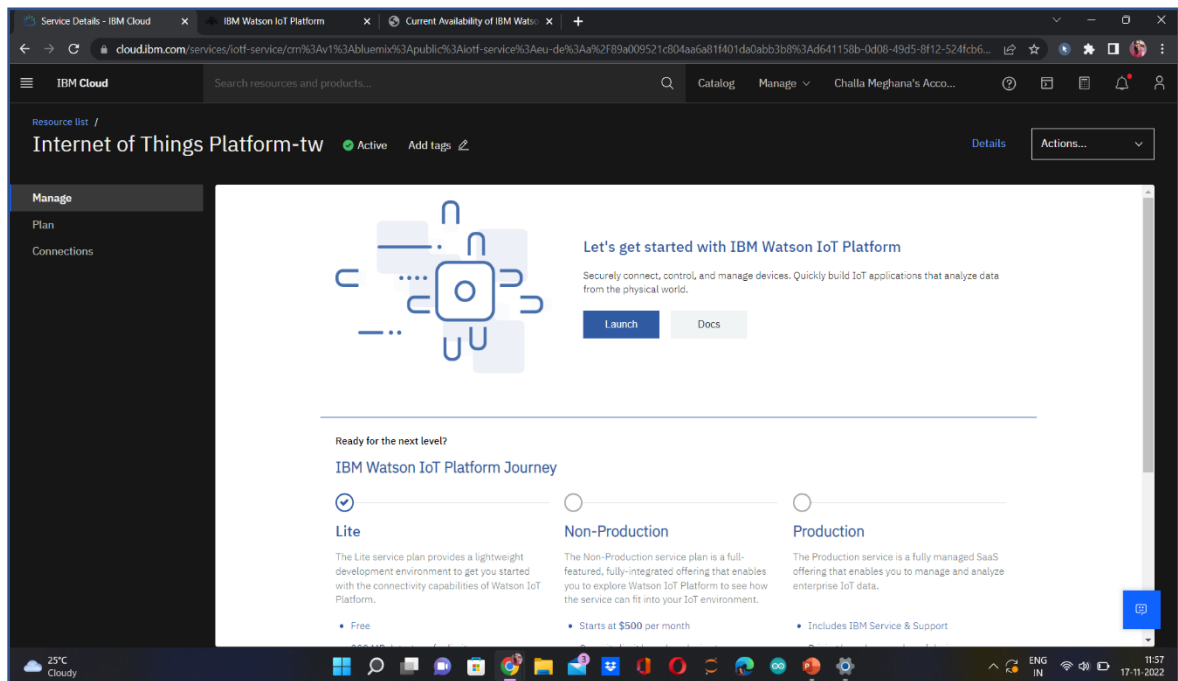 Service Details - IBM Cloud
IBM Watson IoT Platform
Current Availability of IBM Watso
cloud.ibm.com/services/iotf-service/crn%3Av1%3Abluemix%3Apublic%3Aiotf-service%3Aeu-de%3Aa%2F89a009521c804aa6a81f401da0abb3b8%3Ad641158b-0d08-49d5-8f12-524fcb6...
IBM Cloud
Search resources and products...
Catalog
Manage
Challa Meghana's Acco...
Resource list /
Internet of Things Platform-tw
Active
Add tags
Details
Actions...
Manage
Plan
Connections
Let's get started with IBM Watson IoT Platform
Securely connect, control, and manage devices. Quickly build IoT applications that analyze data
from the physical world.
Launch
Docs
Ready for the next level?
IBM Watson IoT Platform Journey
Lite
The Lite service plan provides a lightweight
development environment to get you started
with the connectivity capabilities of Watson IoT
Platform.
• Free
Non-Production
The Non-Production service plan is a full-
featured, fully-integrated offering that enables
you to explore Watson IoT Platform to see how
the service can fit into your IoT environment.
• Starts at $500 per month
Production
The Production service is a fully managed SaaS
offering that enables you to manage and analyze
enterprise IoT data.
• Includes IBM Service & Support
25°C
Cloudy
3
ENG
IN
11:57
17-11-2022